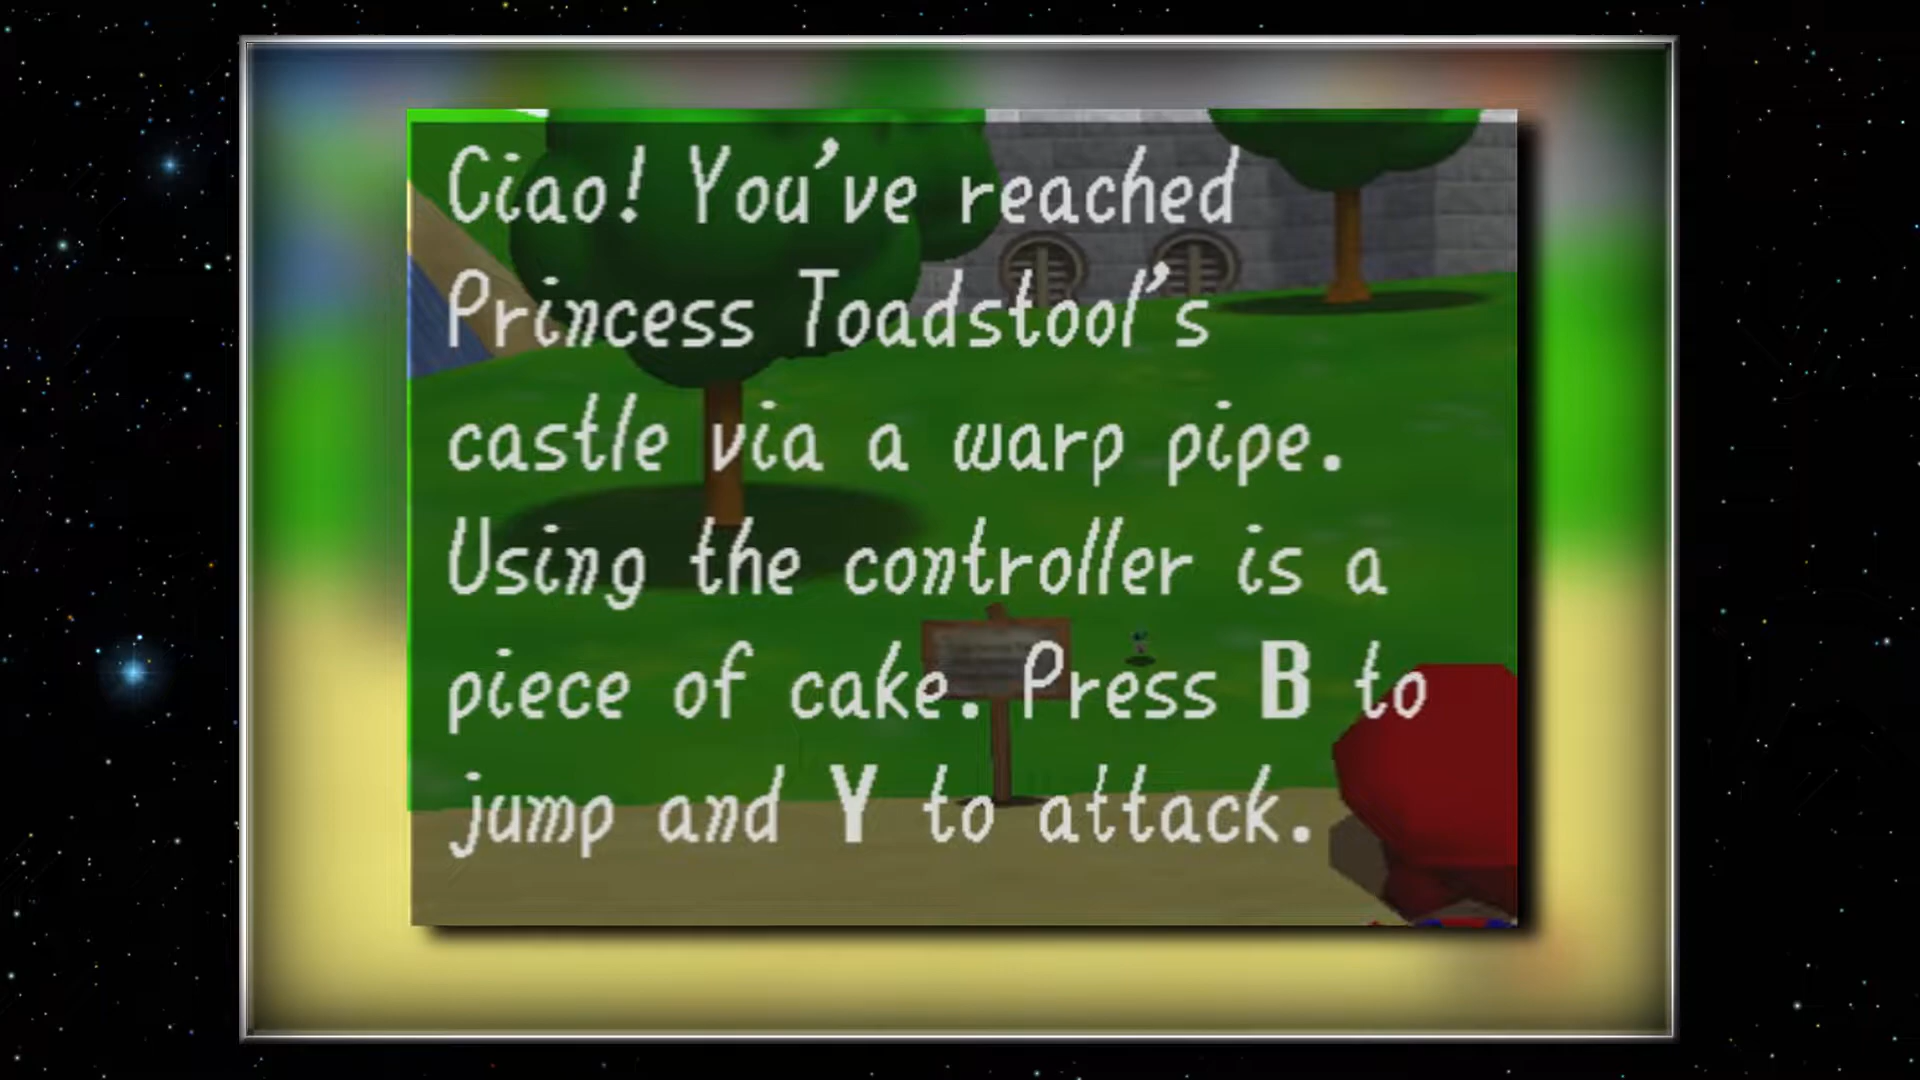 Ciao! You've reached
Princess Toadstool's
castle via a warp pipe.
Using the controller is a
piece of cake. Press B to
jump and Y to attack.